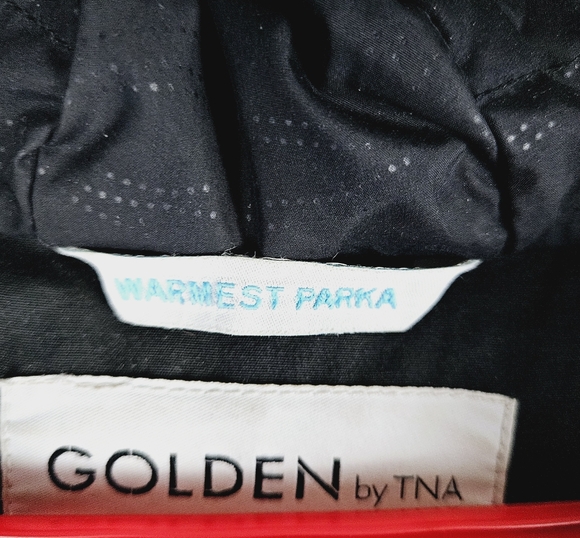 WARMEST PARKA
GOLDEN by TNA